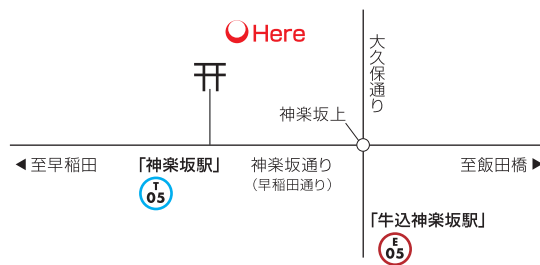 Here
大久保通り
神楽坂上
至早稲田
「神楽坂駅」
神楽坂通り
(早稲田通り)
至飯田橋
T
05
「牛込神楽坂駅」
E
05